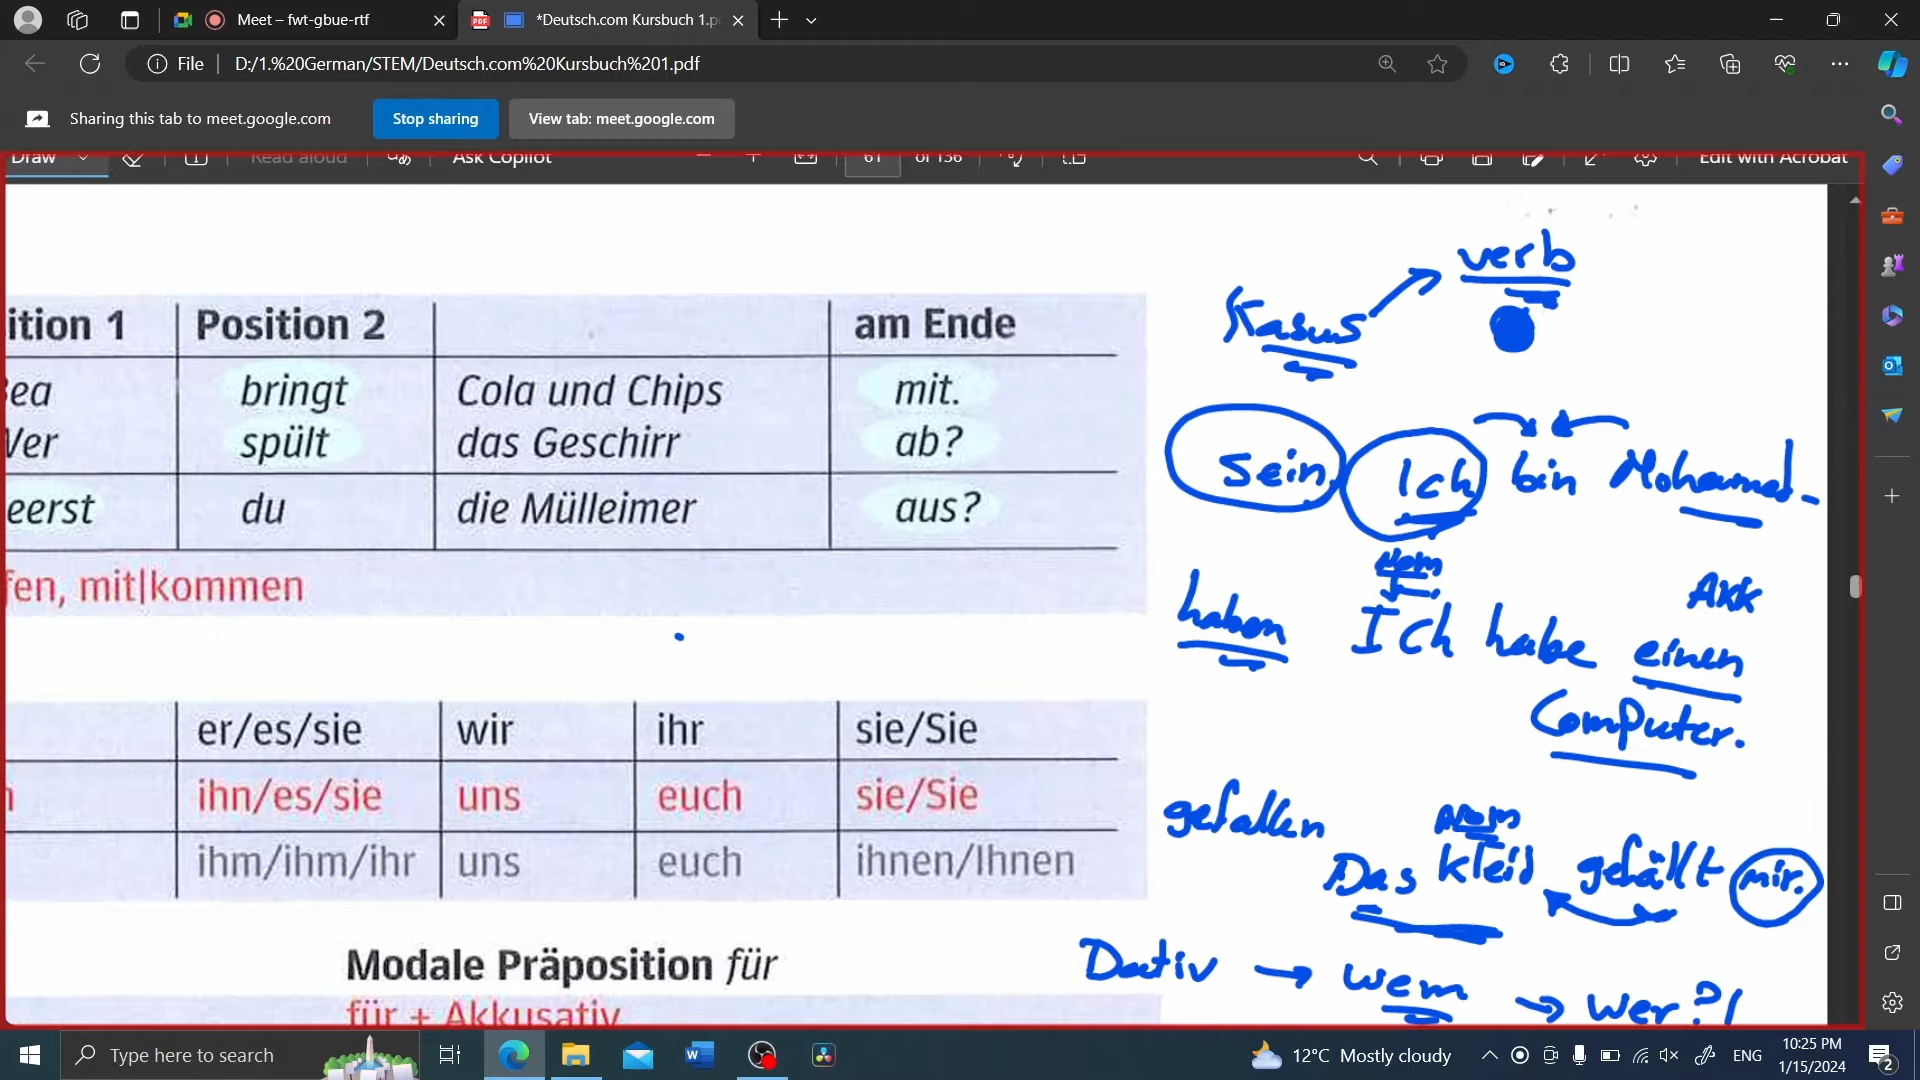 Meet – fwt-gbue-rtf
*Deutsch.com Kursbuch 1.p
File
D:/1.%20German/STEM/Deutsch.com%20Kursbuch%201.pdf
Sharing this tab to meet.google.com
Stop sharing
View tab: meet.google.com
Draw
Read aloud
Ask Copilot
61
of 136
Edit with Acrobat
ition 1 Position 2 am Ende
Bea bringt Cola und Chips mit.
Wer spült das Geschirr ab?
eerst du die Mülleimer aus?
fen, mit|kommen
er/es/sie wir ihr sie/Sie
ihn/es/sie uns euch sie/Sie
ihm/ihm/ihr uns euch ihnen/Ihnen
Modale Präposition für
für + Akkusativ
Kasus verb
Sein, Ich bin Mohamed-
Nom Akk
haben Ich habe einen
Computer.
gefallen Nom
Das Kleid gefällt mir.
Dativ → wem → wer?!
Type here to search
12°C Mostly cloudy
ENG
10:25 PM
1/15/2024
2